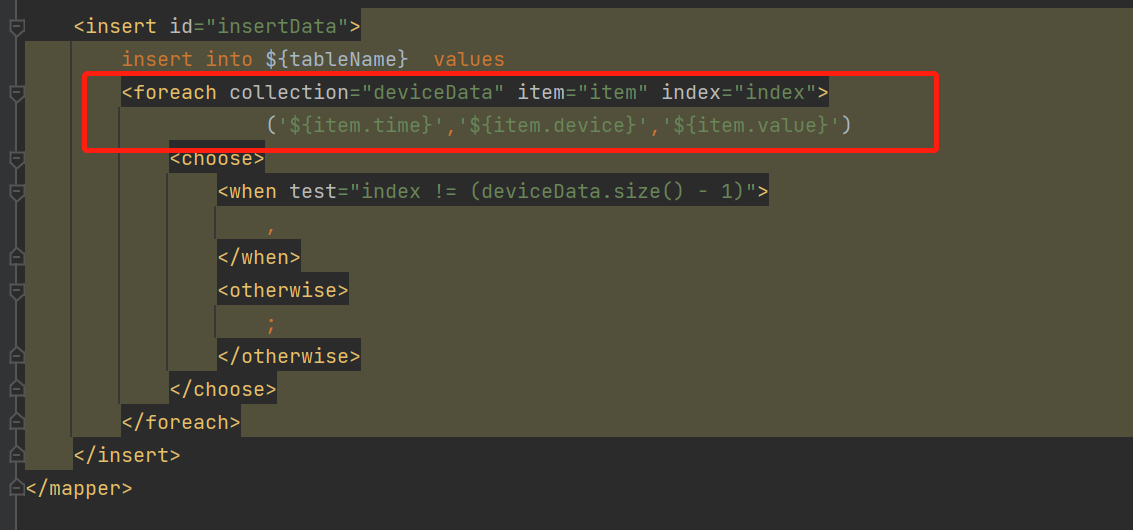 <insert id="insertData">
insert into ${tableName}  values
<foreach collection="deviceData" item="item" index="index">
('${item.time}','${item.device}','${item.value}')
<choose>
<when test="index != (deviceData.size() - 1)">
,
</when>
<otherwise>
;
</otherwise>
</choose>
</foreach>
</insert>
</mapper>